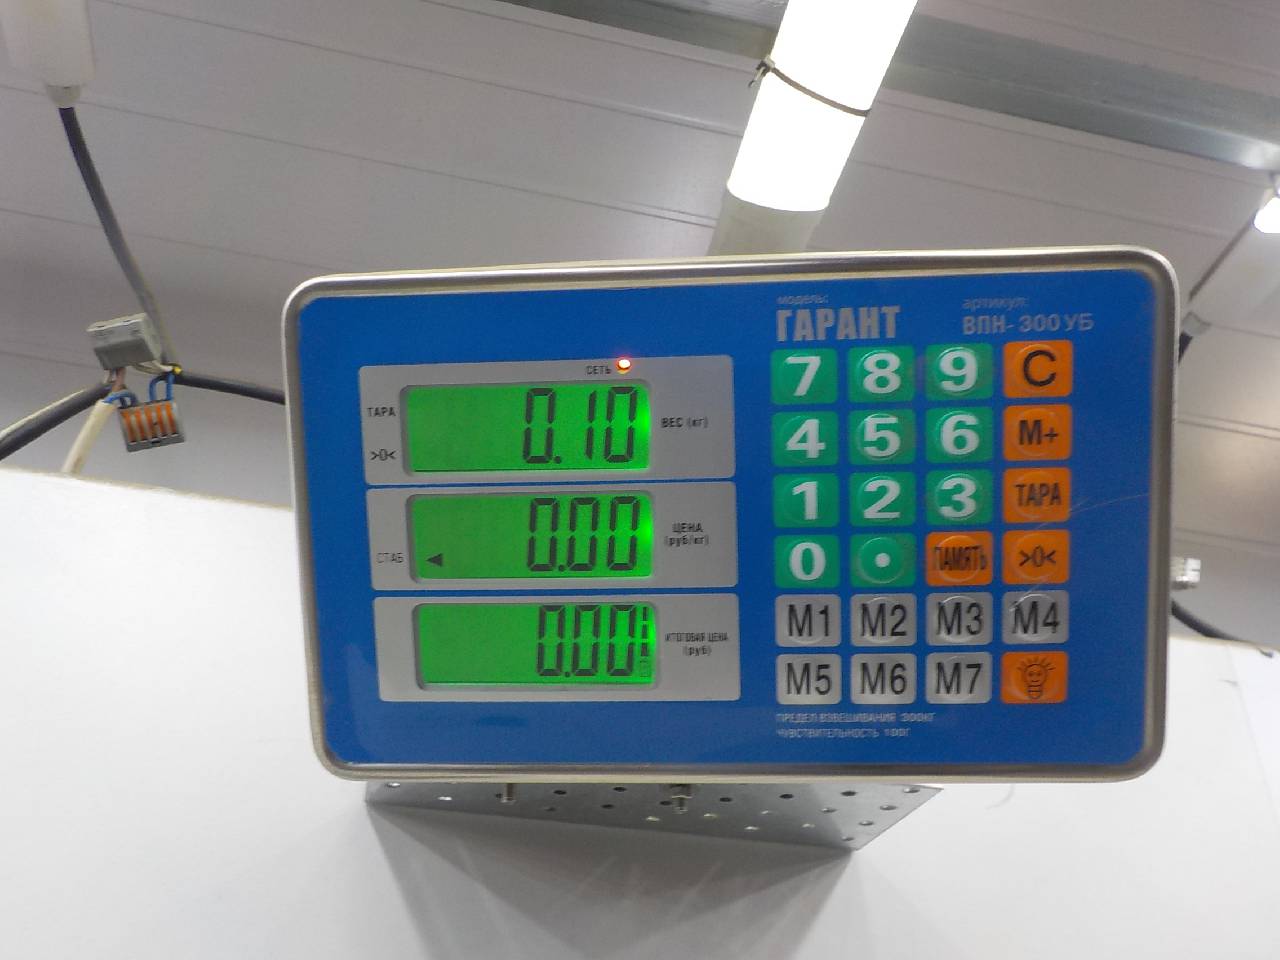 модель:
ГАРАНТ
артикул:
ВПН-300УБ
СЕТЬ
ТАРА
>0<
0.10
ВЕС (кг)
СТАБ
0.00
ЦЕНА
(руб/кг)
0.00
ИТОГОВАЯ ЦЕНА
(руб)
7 8 9 C
4 5 6 M+
1 2 3 ТАРА
0 . ПАМЯТЬ >0<
M1 M2 M3 M4
M5 M6 M7
ПРЕДЕЛ ВЗВЕШИВАНИЯ 300КГ
ЧУВСТВИТЕЛЬНОСТЬ 100Г